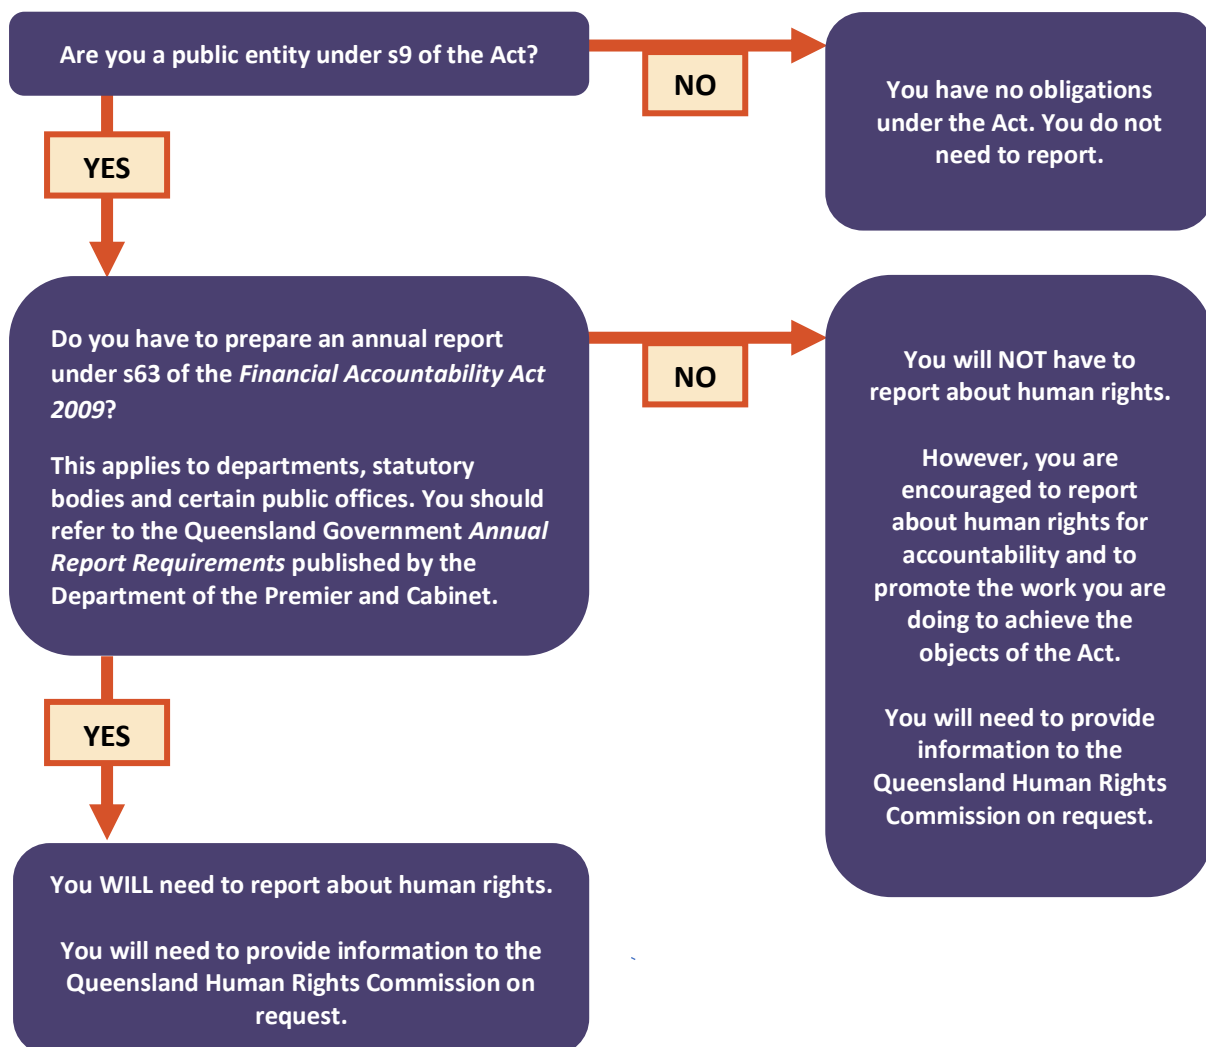 Are you a public entity under s9 of the Act?
NO
You have no obligations
under the Act. You do not
need to report.
YES
Do you have to prepare an annual report
under s63 of the Financial Accountability Act
2009?
This applies to departments, statutory
bodies and certain public offices. You should
refer to the Queensland Government Annual
Report Requirements published by the
Department of the Premier and Cabinet.
NO
You will NOT have to
report about human rights.
However, you are
encouraged to report
about human rights for
accountability and to
promote the work you are
doing to achieve the
objects of the Act.
You will need to provide
information to the
Queensland Human Rights
Commission on request.
YES
You WILL need to report about human rights.
You will need to provide information to the
Queensland Human Rights Commission on
request.